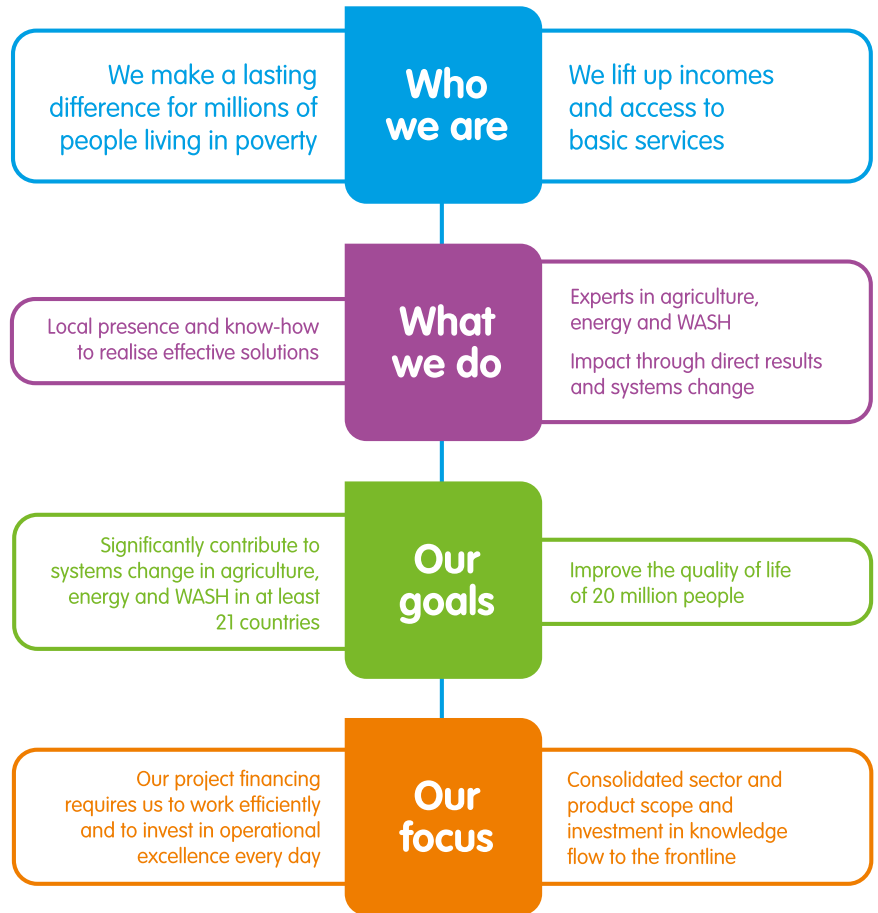 We make a lasting
difference for millions of
people living in poverty
Who
we are
We lift up incomes
and access to
basic services
Local presence and know-how
to realise effective solutions
What
we do
Experts in agriculture,
energy and WASH
Impact through direct results
and systems change
Significantly contribute to
systems change in agriculture,
energy and WASH in at least
21 countries
Our
goals
Improve the quality of life
of 20 million people
Our project financing
requires us to work efficiently
and to invest in operational
excellence every day
Our
focus
Consolidated sector and
product scope and
investment in knowledge
flow to the frontline